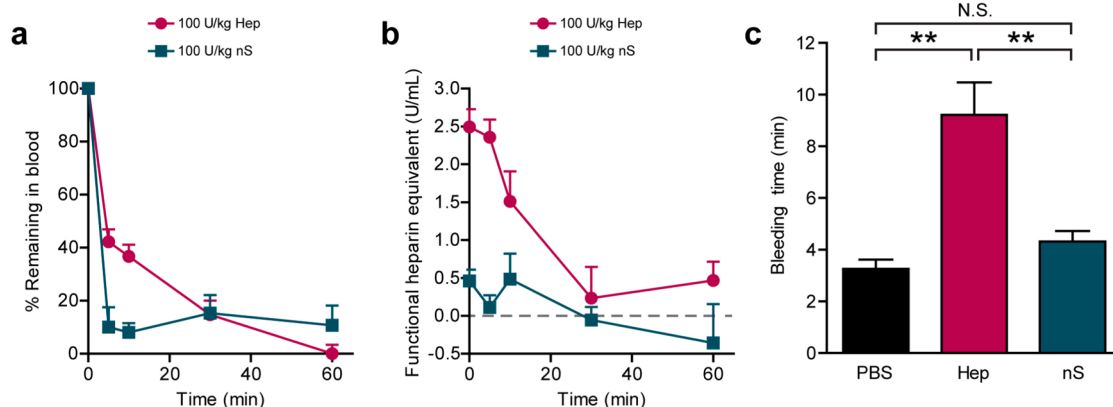 a
100 U/kg Hep
100 U/kg nS
% Remaining in blood
100
80
60
40
20
0
0 20 40 60
Time (min)
b
100 U/kg Hep
100 U/kg nS
Functional heparin equivalent (U/mL)
3.0
2.5
2.0
1.5
1.0
0.5
0.0
-0.5
0 20 40 60
Time (min)
c
N.S.
** **
Bleeding time (min)
12
10
8
6
4
2
0
PBS Hep nS